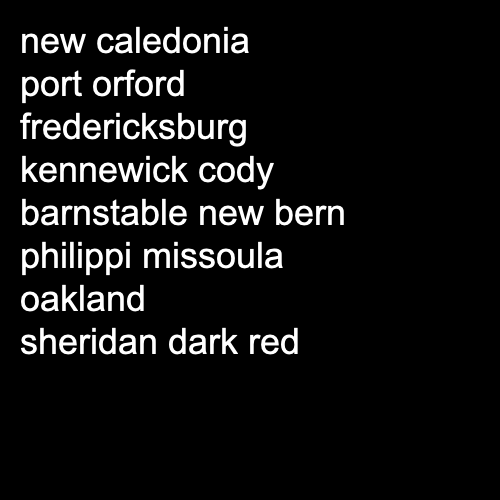 new caledonia
port orford
fredericksburg
kennewick cody
barnstable new bern
philippi missoula
oakland
sheridan dark red